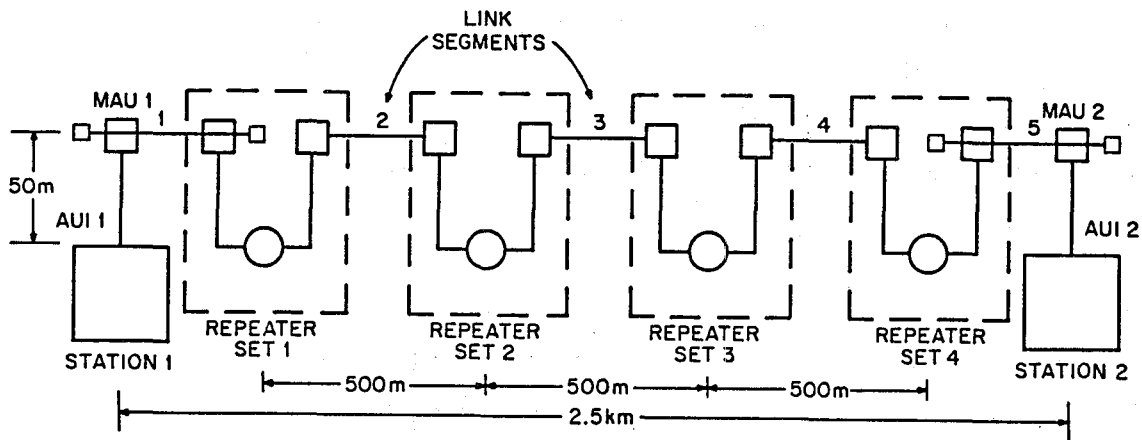 LINK
SEGMENTS
MAU 1
1
2
3
4
5
MAU 2
50m
AUI 1
AUI 2
STATION 1
REPEATER
SET 1
REPEATER
SET 2
REPEATER
SET 3
REPEATER
SET 4
STATION 2
500m
500m
500m
2.5km